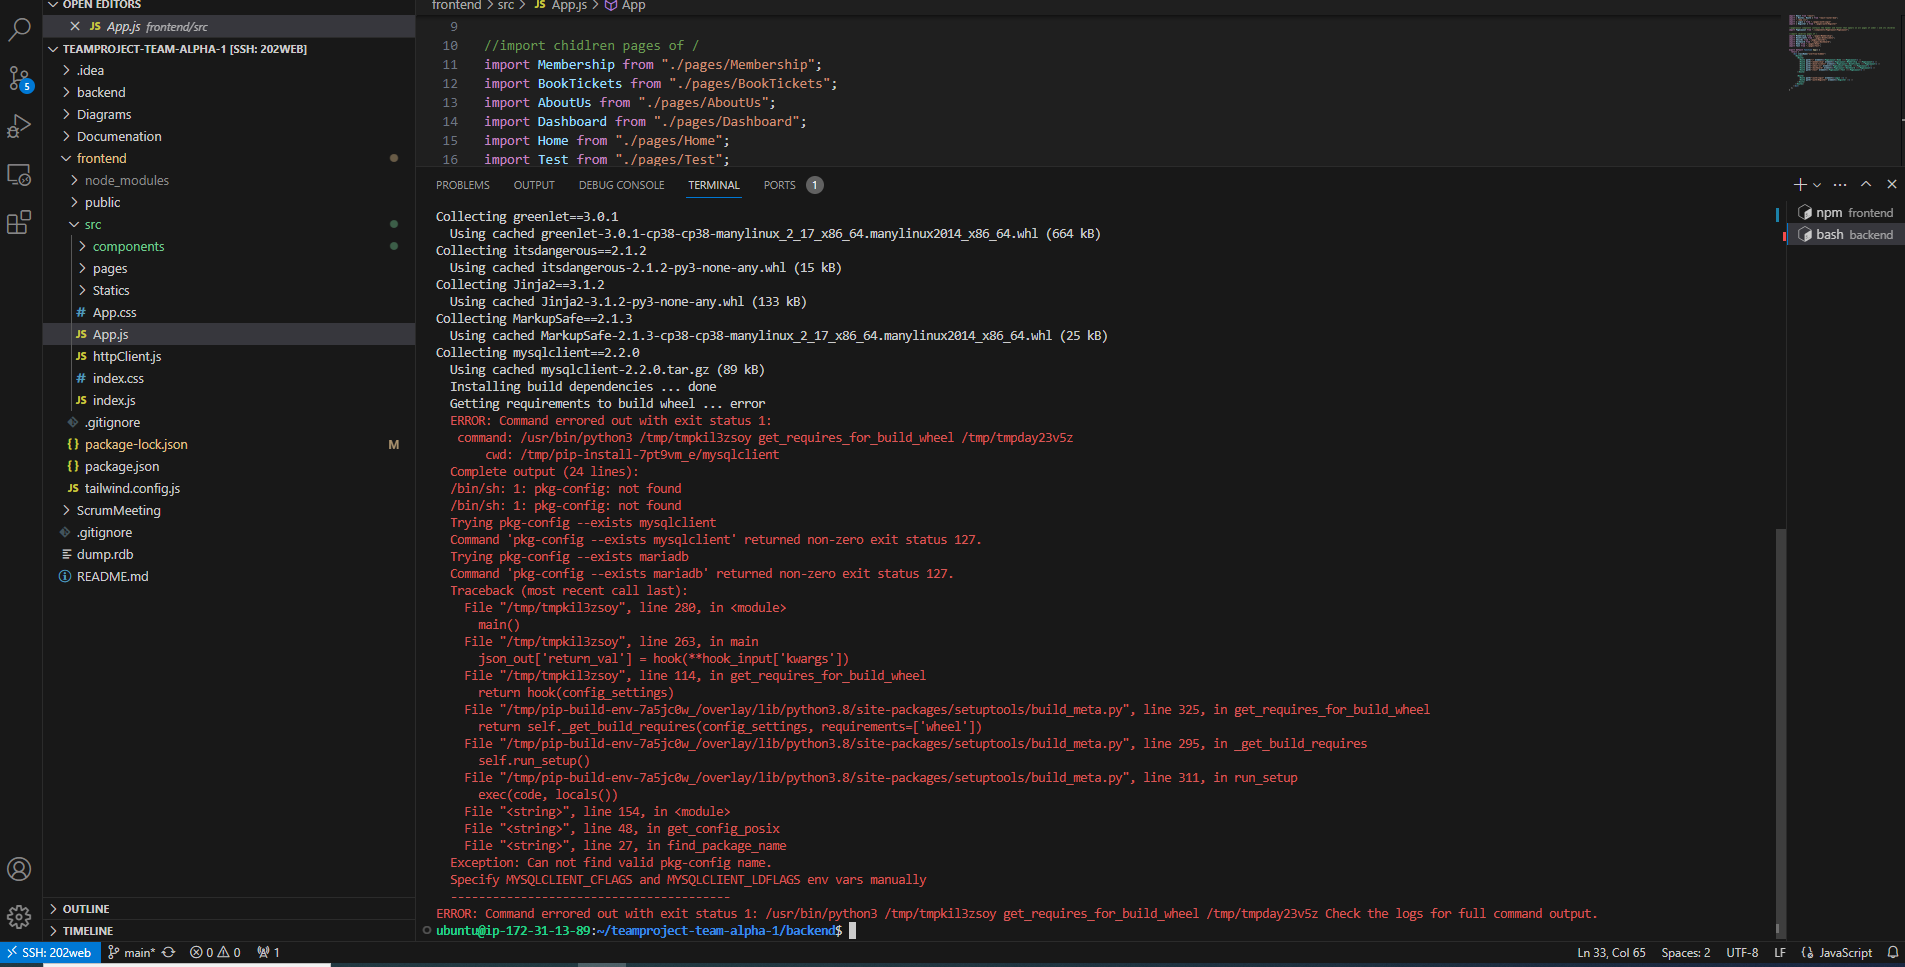 OPEN EDITORS
App.js frontend/src
TEAMPROJECT-TEAM-ALPHA-1 [SSH: 202WEB]
.idea
backend
Diagrams
Documenation
frontend
node_modules
public
src
components
pages
Statics
# App.css
JS App.js
JS httpClient.js
# index.css
JS index.js
.gitignore
{} package-lock.json M
{} package.json
JS tailwind.config.js
ScrumMeeting
.gitignore
dump.rdb
README.md
OUTLINE
TIMELINE
5
frontend > src > JS App.js > App
9
10 //import chidlren pages of /
11 import Membership from "./pages/Membership";
12 import BookTickets from "./pages/BookTickets";
13 import AboutUs from "./pages/AboutUs";
14 import Dashboard from "./pages/Dashboard";
15 import Home from "./pages/Home";
16 import Test from "./pages/Test";
PROBLEMS OUTPUT DEBUG CONSOLE TERMINAL PORTS 1
npm frontend
bash backend
Collecting greenlet==3.0.1
Using cached greenlet-3.0.1-cp38-cp38-manylinux_2_17_x86_64.manylinux2014_x86_64.whl (664 kB)
Collecting itsdangerous==2.1.2
Using cached itsdangerous-2.1.2-py3-none-any.whl (15 kB)
Collecting Jinja2==3.1.2
Using cached Jinja2-3.1.2-py3-none-any.whl (133 kB)
Collecting MarkupSafe==2.1.3
Using cached MarkupSafe-2.1.3-cp38-cp38-manylinux_2_17_x86_64.manylinux2014_x86_64.whl (25 kB)
Collecting mysqlclient==2.2.0
Using cached mysqlclient-2.2.0.tar.gz (89 kB)
Installing build dependencies ... done
Getting requirements to build wheel ... error
ERROR: Command errored out with exit status 1:
command: /usr/bin/python3 /tmp/tmpkil3zsoy get_requires_for_build_wheel /tmp/tmpday23v5z
cwd: /tmp/pip-install-7pt9vm_e/mysqlclient
Complete output (24 lines):
/bin/sh: 1: pkg-config: not found
/bin/sh: 1: pkg-config: not found
Trying pkg-config --exists mysqlclient
Command 'pkg-config --exists mysqlclient' returned non-zero exit status 127.
Trying pkg-config --exists mariadb
Command 'pkg-config --exists mariadb' returned non-zero exit status 127.
Traceback (most recent call last):
File "/tmp/tmpkil3zsoy", line 280, in <module>
main()
File "/tmp/tmpkil3zsoy", line 263, in main
json_out['return_val'] = hook(**hook_input['kwargs'])
File "/tmp/tmpkil3zsoy", line 114, in get_requires_for_build_wheel
return hook(config_settings)
File "/tmp/pip-build-env-7a5jc0w_/overlay/lib/python3.8/site-packages/setuptools/build_meta.py", line 325, in get_requires_for_build_wheel
return self._get_build_requires(config_settings, requirements=['wheel'])
File "/tmp/pip-build-env-7a5jc0w_/overlay/lib/python3.8/site-packages/setuptools/build_meta.py", line 295, in _get_build_requires
self.run_setup()
File "/tmp/pip-build-env-7a5jc0w_/overlay/lib/python3.8/site-packages/setuptools/build_meta.py", line 311, in run_setup
exec(code, locals())
File "<string>", line 154, in <module>
File "<string>", line 48, in get_config_posix
File "<string>", line 27, in find_package_name
Exception: Can not find valid pkg-config name.
Specify MYSQLCLIENT_CFLAGS and MYSQLCLIENT_LDFLAGS env vars manually
----------------------------------------
ERROR: Command errored out with exit status 1: /usr/bin/python3 /tmp/tmpkil3zsoy get_requires_for_build_wheel /tmp/tmpday23v5z Check the logs for full command output.
ubuntu@ip-172-31-13-89:~/teamproject-team-alpha-1/backend$
SSH: 202web main* 0 0 1 Ln 33, Col 65 Spaces: 2 UTF-8 LF {} JavaScript